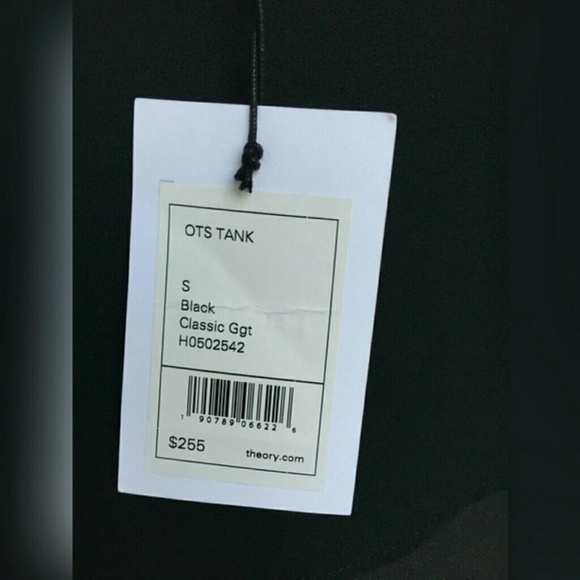 OTS TANK
S
Black
Classic Ggt
H0502542
1 90789 06622 6
$255
theory.com